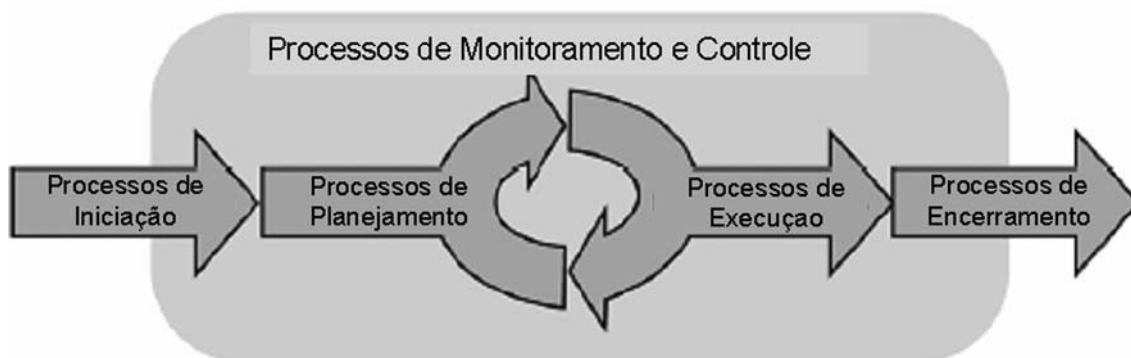 Processos de Monitoramento e Controle
Processos de
Iniciação
Processos de
Planejamento
Processos de
Execuçao
Processos de
Encerramento